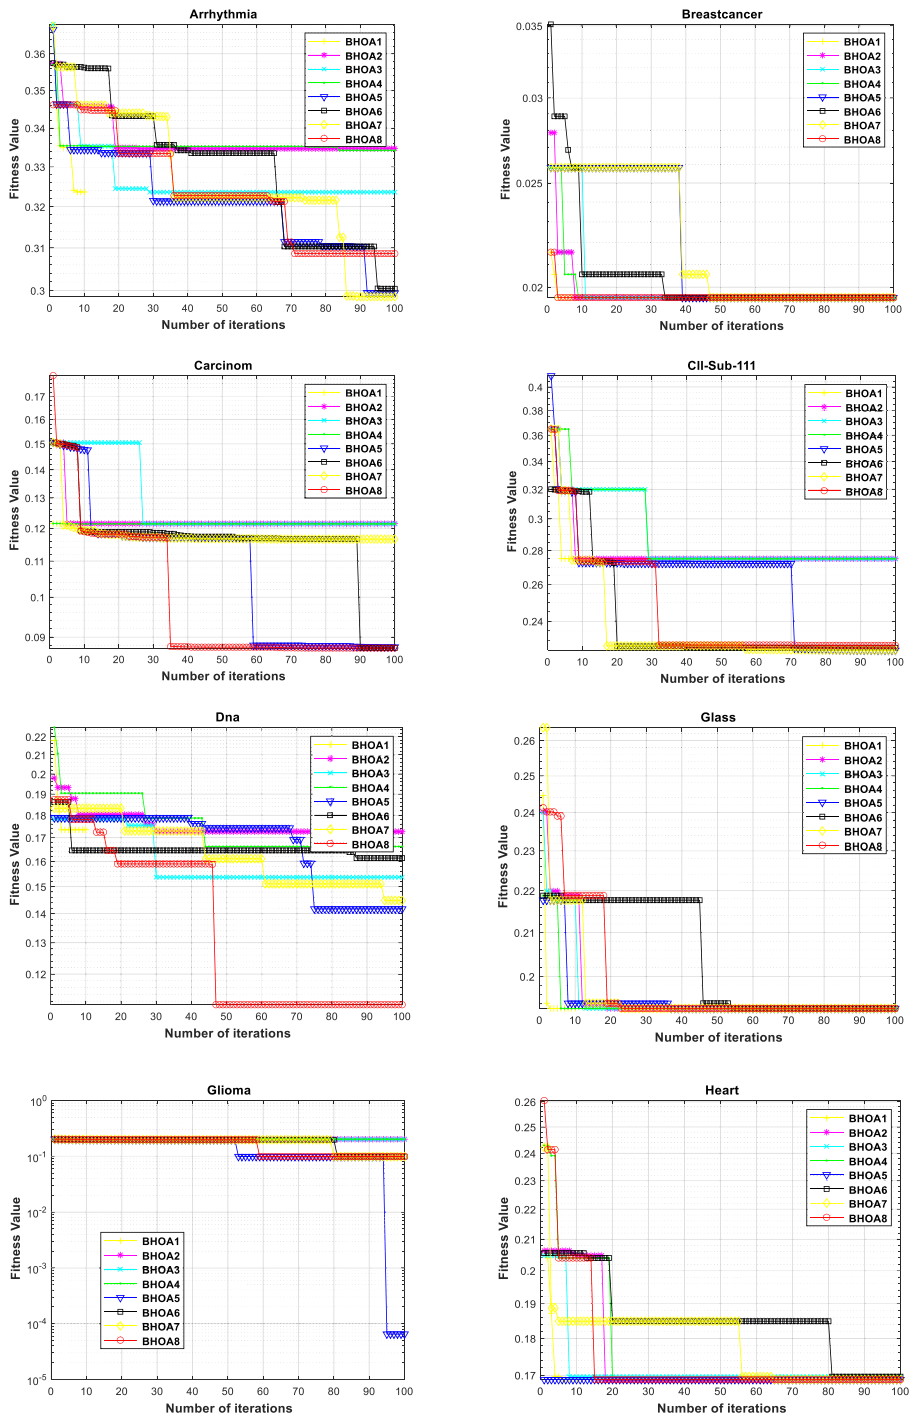 Arrhythmia
Fitness Value
0.36
0.35
0.34
0.33
0.32
0.31
0.3
0 10 20 30 40 50 60 70 80 90 100
Number of iterations
BHOA1
BHOA2
BHOA3
BHOA4
BHOA5
BHOA6
BHOA7
BHOA8
Breastcancer
Fitness Value
0.035
0.03
0.025
0.02
0 10 20 30 40 50 60 70 80 90 100
Number of iterations
BHOA1
BHOA2
BHOA3
BHOA4
BHOA5
BHOA6
BHOA7
BHOA8
Carcinom
Fitness Value
0.17
0.16
0.15
0.14
0.13
0.12
0.11
0.1
0.09
0 10 20 30 40 50 60 70 80 90 100
Number of iterations
BHOA1
BHOA2
BHOA3
BHOA4
BHOA5
BHOA6
BHOA7
BHOA8
Cll-Sub-111
Fitness Value
0.4
0.38
0.36
0.34
0.32
0.3
0.28
0.26
0.24
0 10 20 30 40 50 60 70 80 90 100
Number of iterations
BHOA1
BHOA2
BHOA3
BHOA4
BHOA5
BHOA6
BHOA7
BHOA8
Dna
Fitness Value
0.22
0.21
0.2
0.19
0.18
0.17
0.16
0.15
0.14
0.13
0.12
0 10 20 30 40 50 60 70 80 90 100
Number of iterations
BHOA1
BHOA2
BHOA3
BHOA4
BHOA5
BHOA6
BHOA7
BHOA8
Glass
Fitness Value
0.26
0.25
0.24
0.23
0.22
0.21
0.2
0 10 20 30 40 50 60 70 80 90 100
Number of iterations
BHOA1
BHOA2
BHOA3
BHOA4
BHOA5
BHOA6
BHOA7
BHOA8
Glioma
Fitness Value
10^0
10^-1
10^-2
10^-3
10^-4
10^-5
0 10 20 30 40 50 60 70 80 90 100
Number of iterations
BHOA1
BHOA2
BHOA3
BHOA4
BHOA5
BHOA6
BHOA7
BHOA8
Heart
Fitness Value
0.26
0.25
0.24
0.23
0.22
0.21
0.2
0.19
0.18
0.17
0 10 20 30 40 50 60 70 80 90 100
Number of iterations
BHOA1
BHOA2
BHOA3
BHOA4
BHOA5
BHOA6
BHOA7
BHOA8